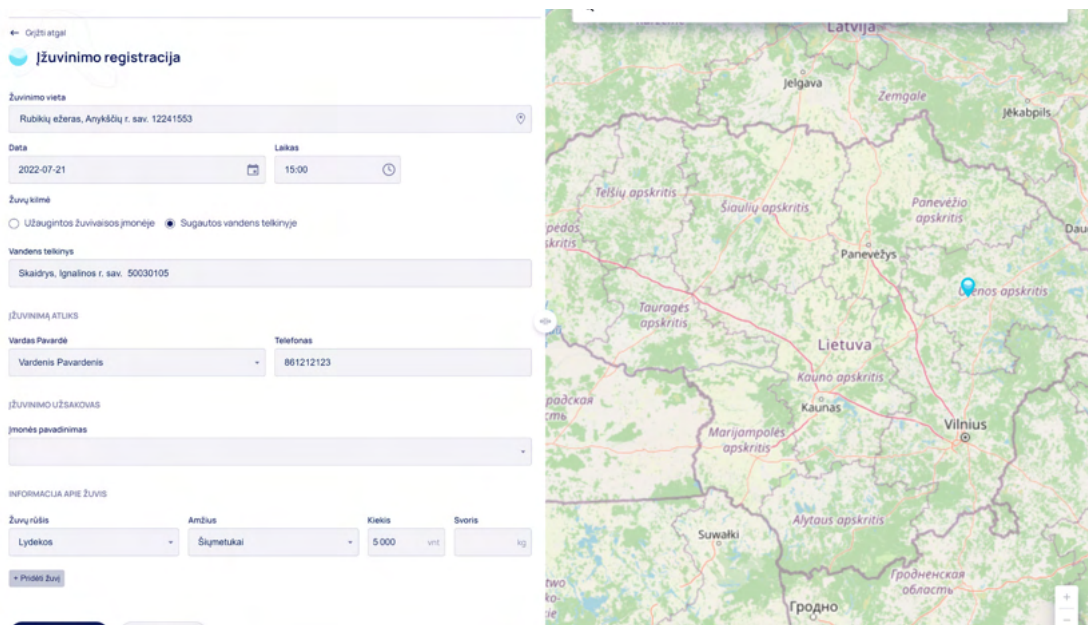 ← Grįžti atgal
Įžuvinimo registracija
Žuvinimo vieta
Rubikių ežeras, Anykščių r. sav. 12241553
Data
Laikas
2022-07-21
15:00
Žuvų kilmė
Užaugintos žuvivaisos įmonėje
Sugautos vandens telkinyje
Vandens telkinys
Skaidrys, Ignalinos r. sav. 50030105
ĮŽUVINIMĄ ATLIKS
Vardas Pavardė
Telefonas
Vardenis Pavardenis
861212123
ĮŽUVINIMO UŽSAKOVAS
Įmonės pavadinimas
INFORMACIJA APIE ŽUVIS
Žuvų rūšis
Amžius
Kiekis
Svoris
Lydekos
Šiųmetukai
5 000
vnt
kg
+ Pridėti žuvį
Latvija
Jelgava
Zemgale
Jēkabpils
Telšių apskritis
Šiaulių apskritis
Panevėžio
apskritis
Panevėžys
Utenos apskritis
Tauragės
apskritis
Lietuva
Kauno apskritis
Kaunas
Vilnius
Marijampolės
apskritis
Alytaus apskritis
Suwałki
Гродненская
область
Гродно
+
−